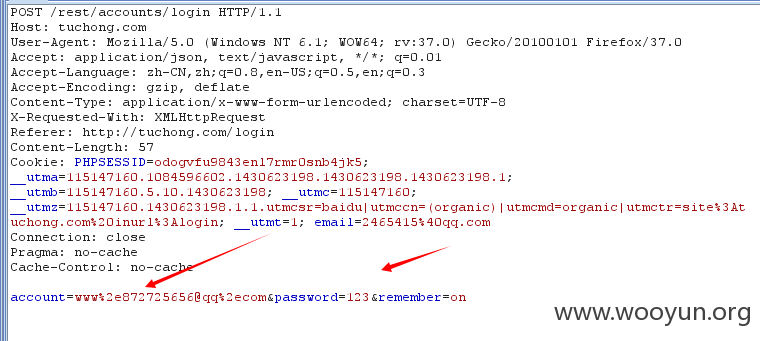 POST /rest/accounts/login HTTP/1.1
Host: tuchong.com
User-Agent: Mozilla/5.0 (Windows NT 6.1; WOW64; rv:37.0) Gecko/20100101 Firefox/37.0
Accept: application/json, text/javascript, */*; q=0.01
Accept-Language: zh-CN,zh;q=0.8,en-US;q=0.5,en;q=0.3
Accept-Encoding: gzip, deflate
Content-Type: application/x-www-form-urlencoded; charset=UTF-8
X-Requested-With: XMLHttpRequest
Referer: http://tuchong.com/login
Content-Length: 57
Cookie: PHPSESSID=odogvfu9843enl7rmr0snb4jk5;
__utma=115147160.1084596602.1430623198.1430623198.1430623198.1;
__utmb=115147160.5.10.1430623198; __utmc=115147160;
__utmz=115147160.1430623198.1.1.utmcsr=baidu|utmccn=(organic)|utmcmd=organic|utmctr=site%3At
uchong.com%20inurl%3Alogin; __utmt=1; email=2465415%40qq.com
Connection: close
Pragma: no-cache
Cache-Control: no-cache
account=www%2e872725656@qq%2ecom&password=123&remember=on
www.wooyun.org